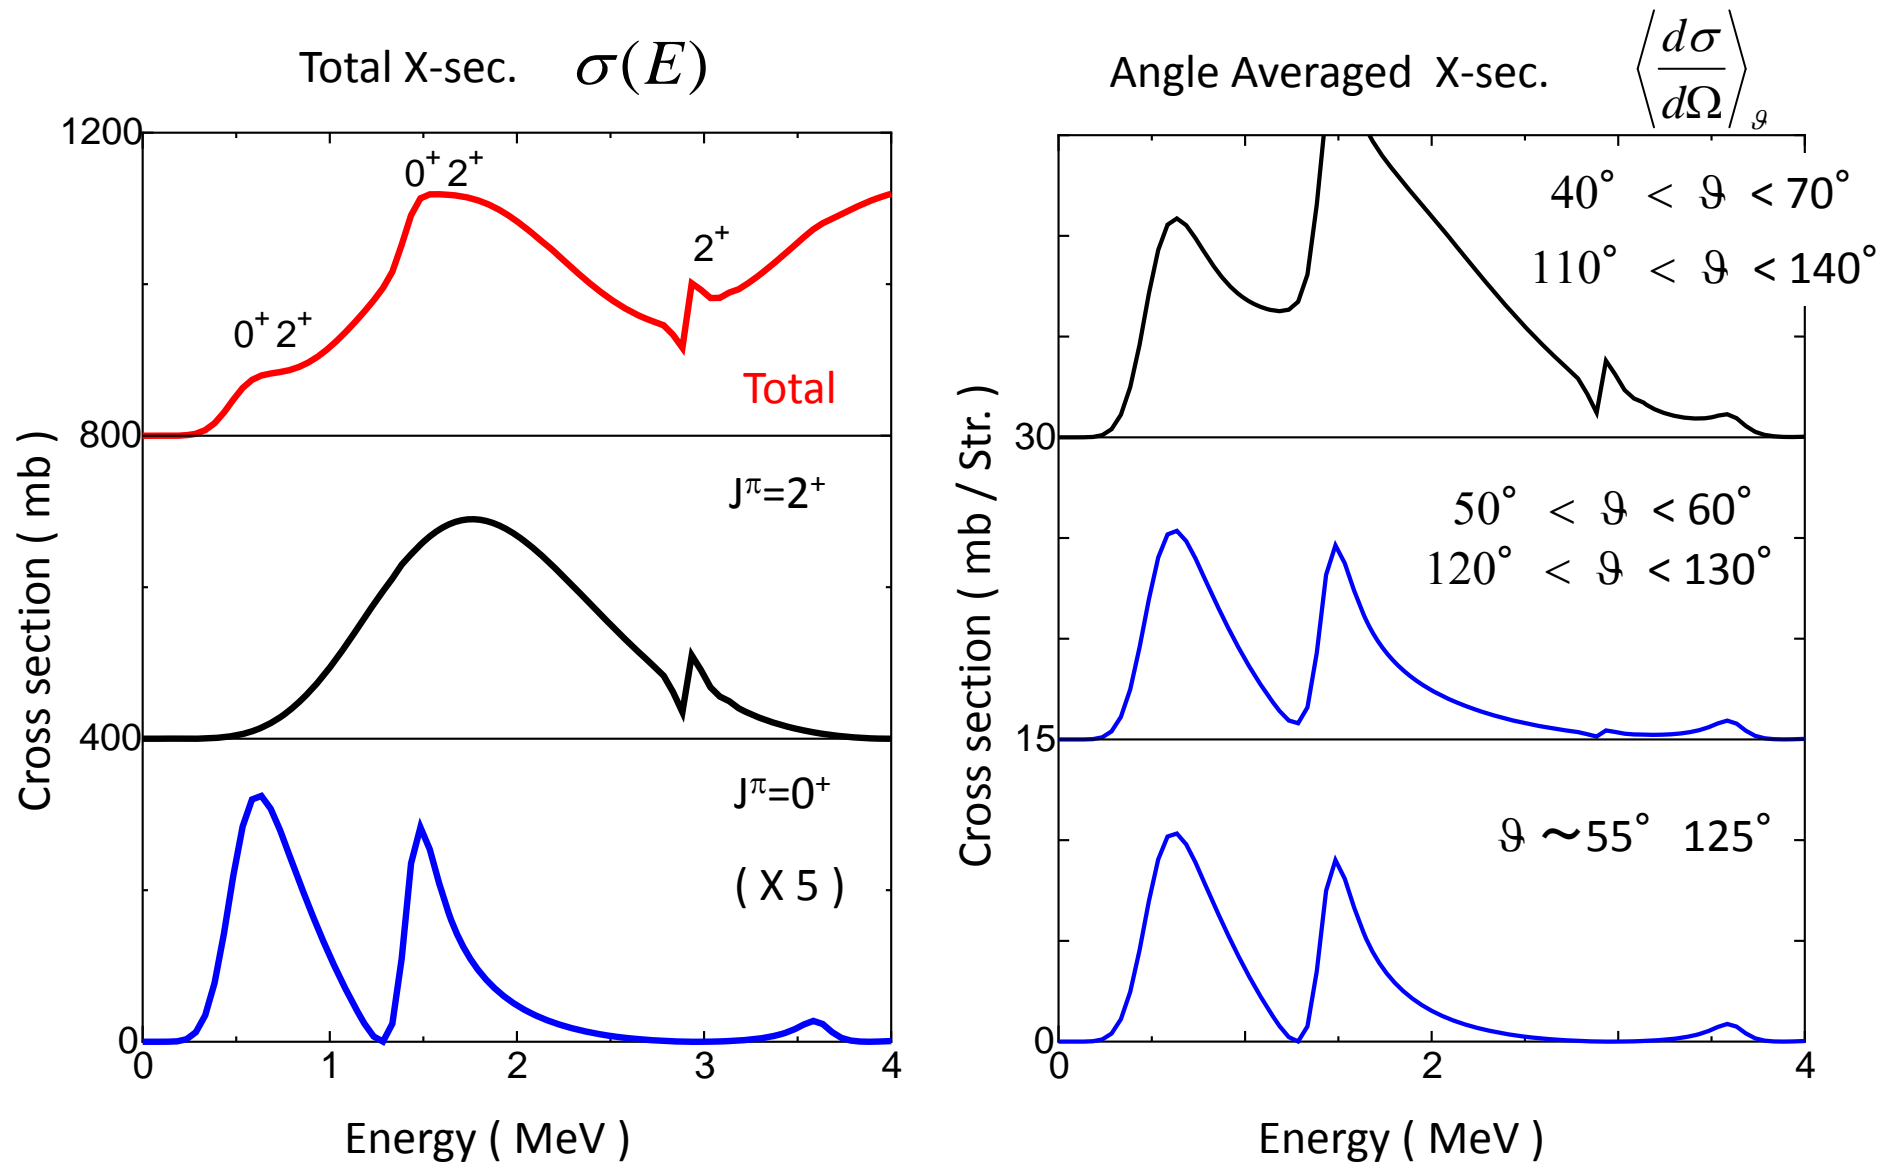 Total X-sec. σ(E)
1200
0⁺ 2⁺
0⁺ 2⁺
2⁺
Total
800
Jπ=2⁺
400
Jπ=0⁺
( X 5 )
0
0 1 2 3 4
Cross section ( mb )
Energy ( MeV )
Angle Averaged X-sec. ⟨dσ/dΩ⟩ϑ
40° < ϑ < 70°
110° < ϑ < 140°
30
50° < ϑ < 60°
120° < ϑ < 130°
15
ϑ ～55° 125°
0
0 2 4
Cross section ( mb / Str. )
Energy ( MeV )